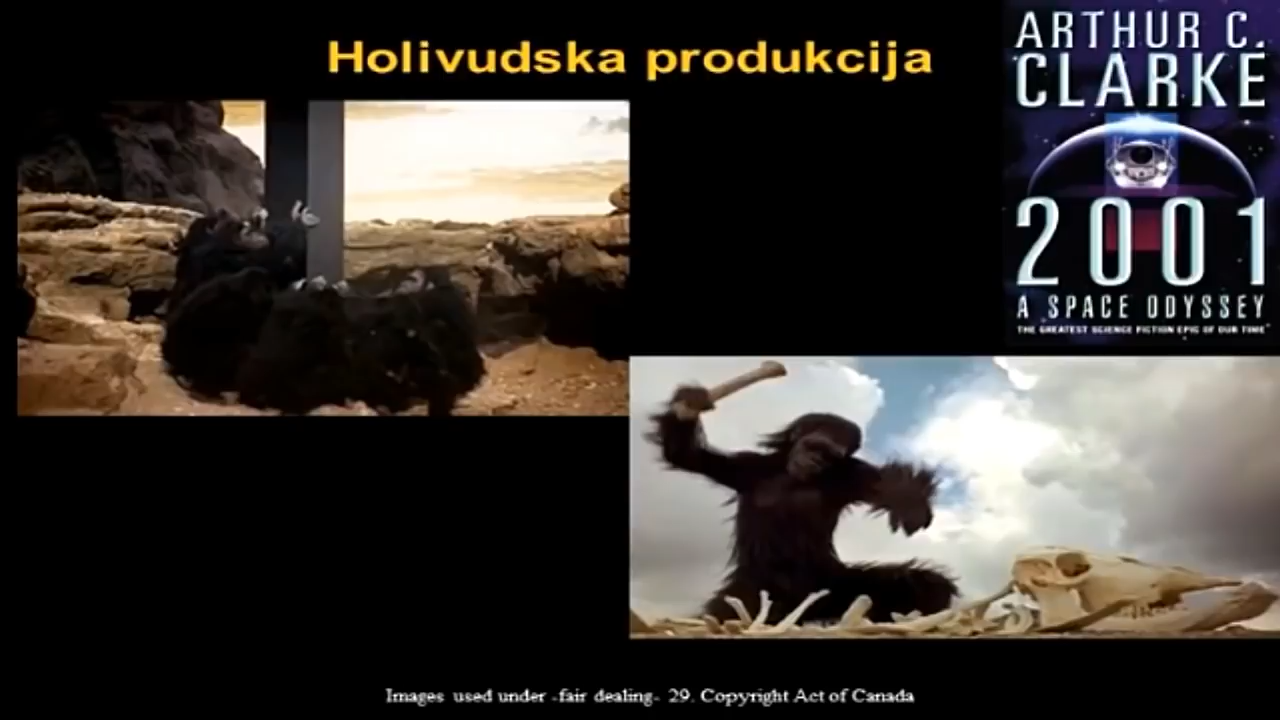 Holivudska produkcija
ARTHUR C.
CLARKE
2001
A SPACE ODYSSEY
THE GREATEST SCIENCE FICTION EPIC OF OUR TIME
Images used under -fair dealing- 29. Copyright Act of Canada